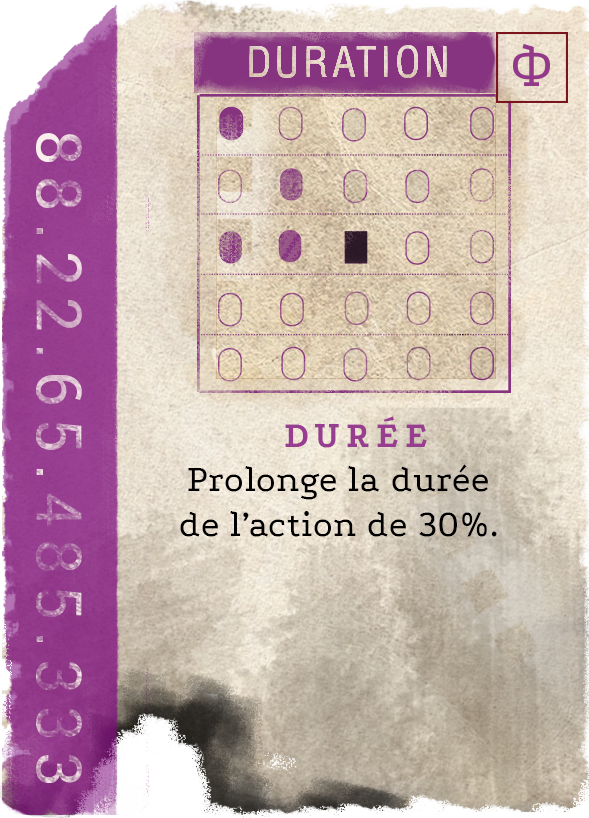 DURATION
Ф
88.22.65.485.333
DURÉE
Prolonge la durée
de l’action de 30%.